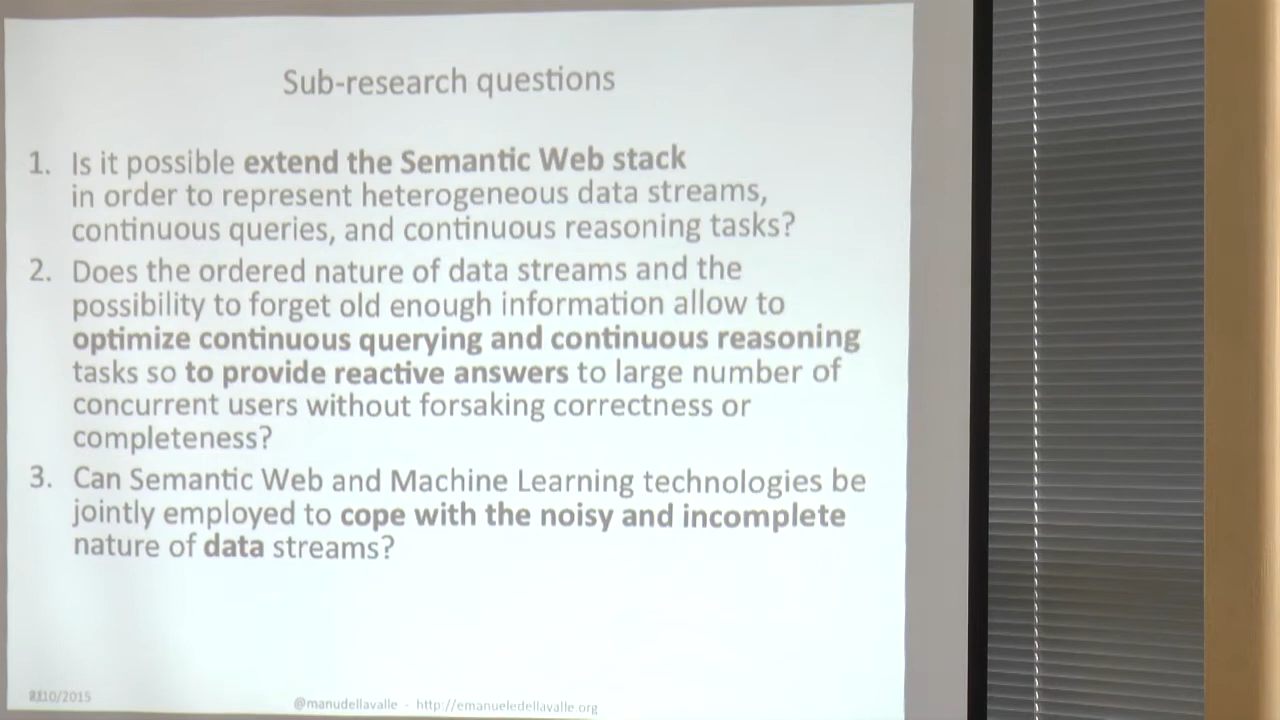 Sub-research questions
1. Is it possible extend the Semantic Web stack
in order to represent heterogeneous data streams,
continuous queries, and continuous reasoning tasks?
2. Does the ordered nature of data streams and the
possibility to forget old enough information allow to
optimize continuous querying and continuous reasoning
tasks so to provide reactive answers to large number of
concurrent users without forsaking correctness or
completeness?
3. Can Semantic Web and Machine Learning technologies be
jointly employed to cope with the noisy and incomplete
nature of data streams?
@manudellavalle - http://emanueledellavalle.org